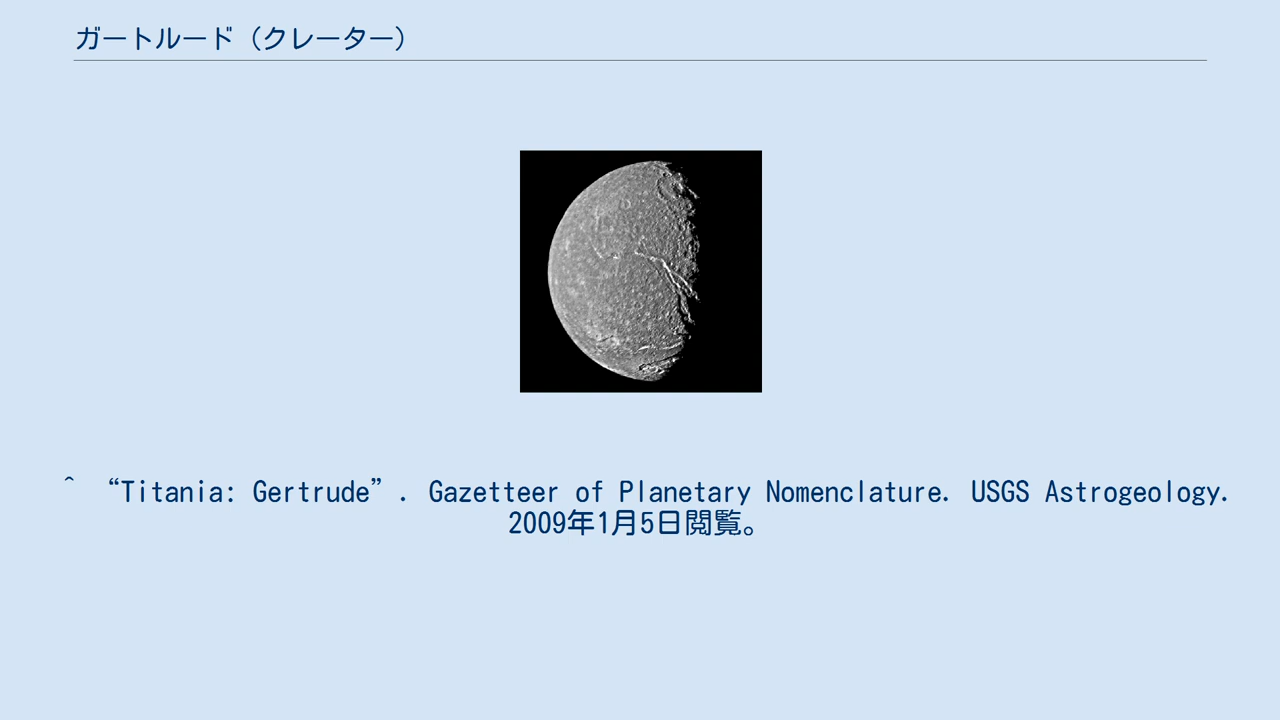 ガートルード（クレーター）
^ “Titania: Gertrude”. Gazetteer of Planetary Nomenclature. USGS Astrogeology.
2009年1月5日閲覧。